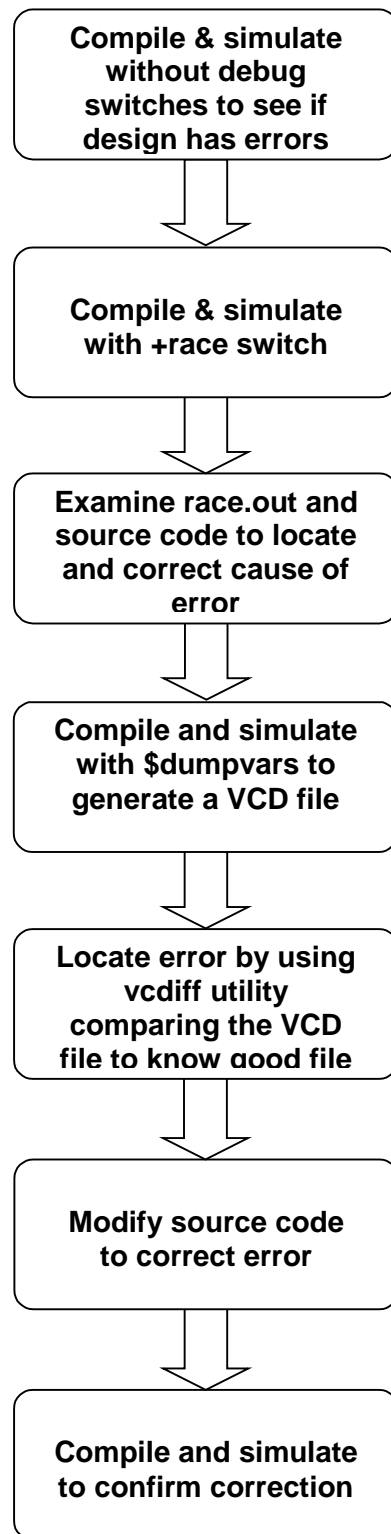 Compile & simulate
without debug
switches to see if
design has errors
Compile & simulate
with +race switch
Examine race.out and
source code to locate
and correct cause of
error
Compile and simulate
with $dumpvars to
generate a VCD file
Locate error by using
vcdiff utility
comparing the VCD
file to know good file
Modify source code
to correct error
Compile and simulate
to confirm correction